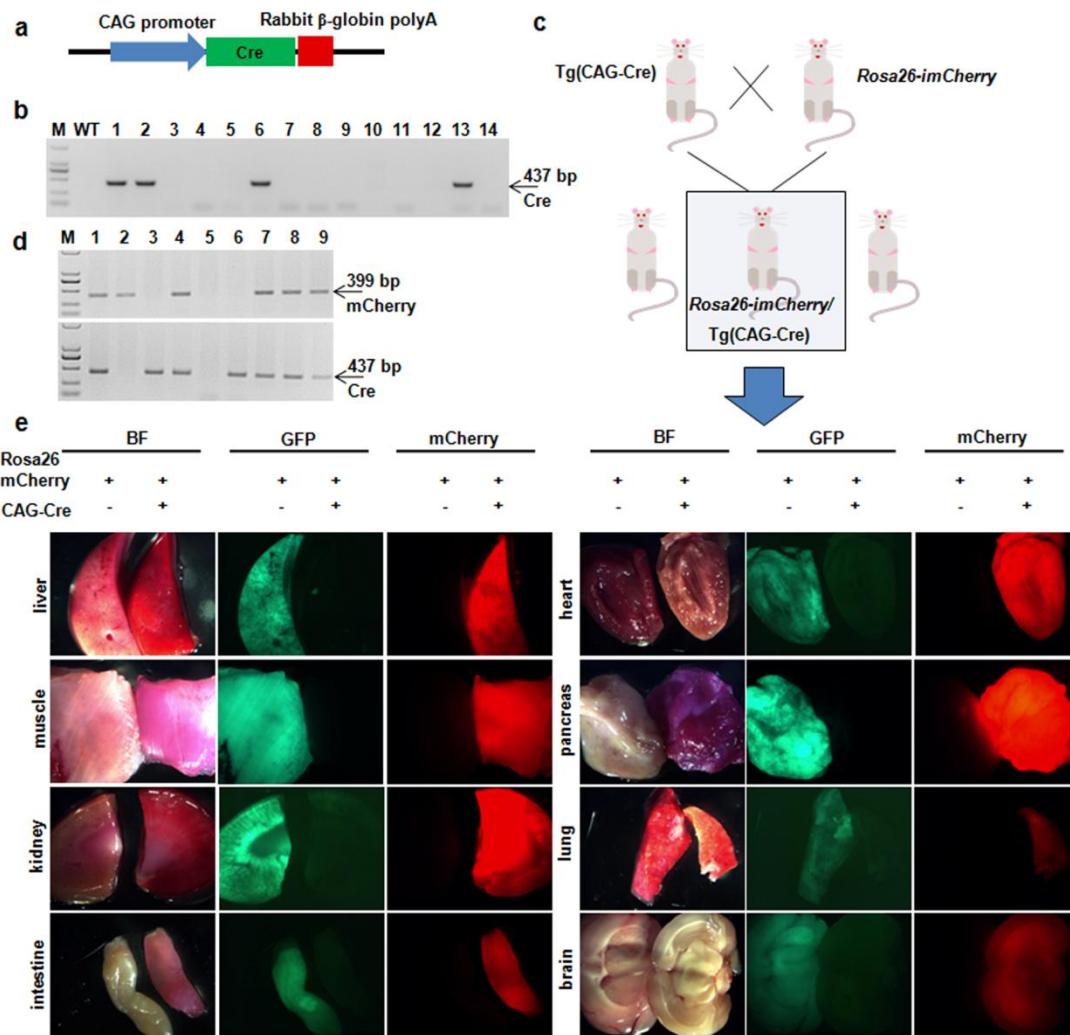 a
CAG promoter Rabbit β-globin polyA
Cre
b
M WT 1 2 3 4 5 6 7 8 9 10 11 12 13 14
437 bp
Cre
c
Tg(CAG-Cre)
Rosa26-imCherry
Rosa26-imCherry/
Tg(CAG-Cre)
d
M 1 2 3 4 5 6 7 8 9
399 bp
mCherry
437 bp
Cre
e
BF GFP mCherry BF GFP mCherry
Rosa26
mCherry + + + + + + + + + + + +
CAG-Cre - + - + - + - + - + - +
liver
heart
muscle
pancreas
kidney
lung
intestine
brain